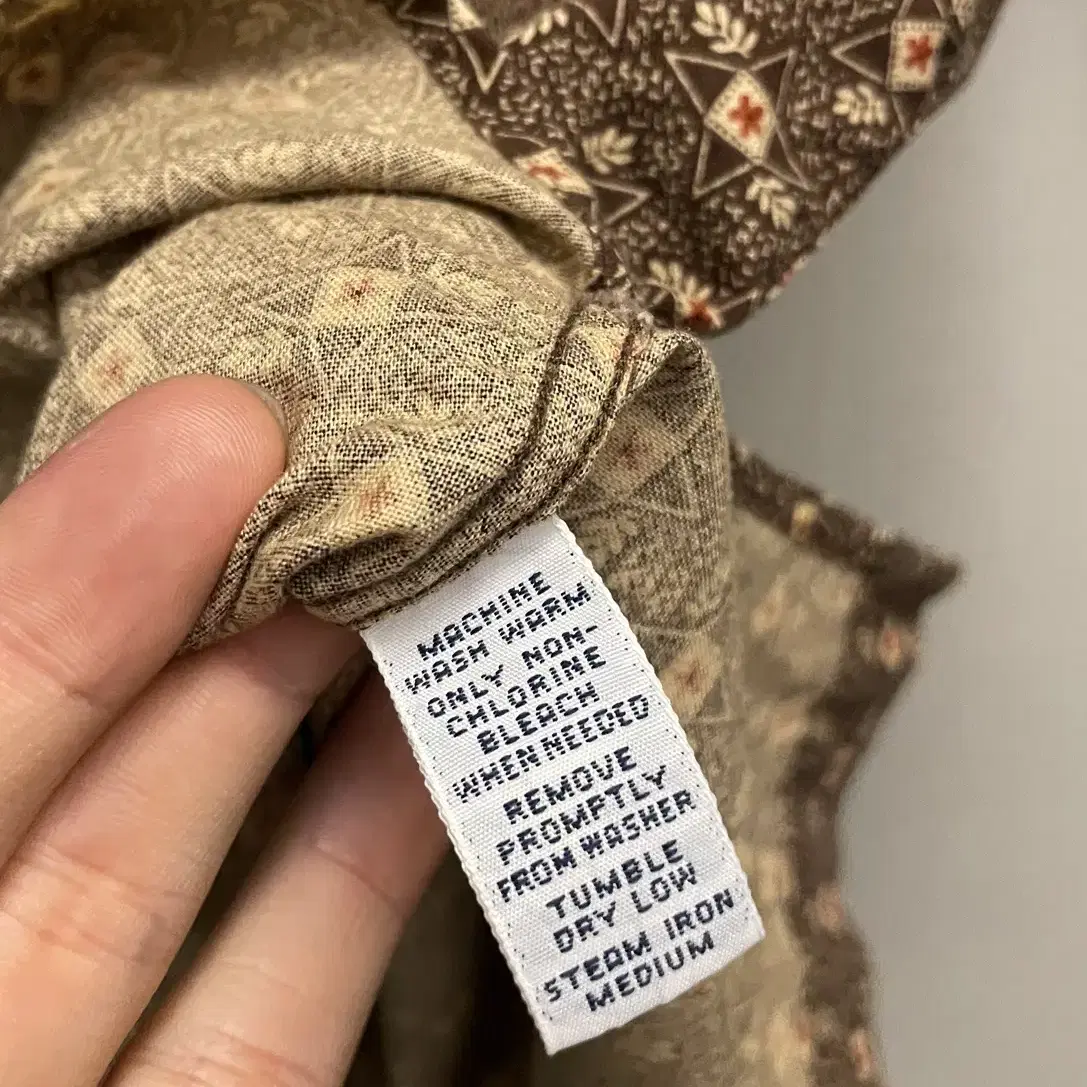 MACHINE
WASH WARM
ONLY NON-
CHLORINE
BLEACH
WHEN NEEDED
REMOVE
PROMPTLY
FROM WASHER
TUMBLE
DRY LOW
STEAM IRON
MEDIUM